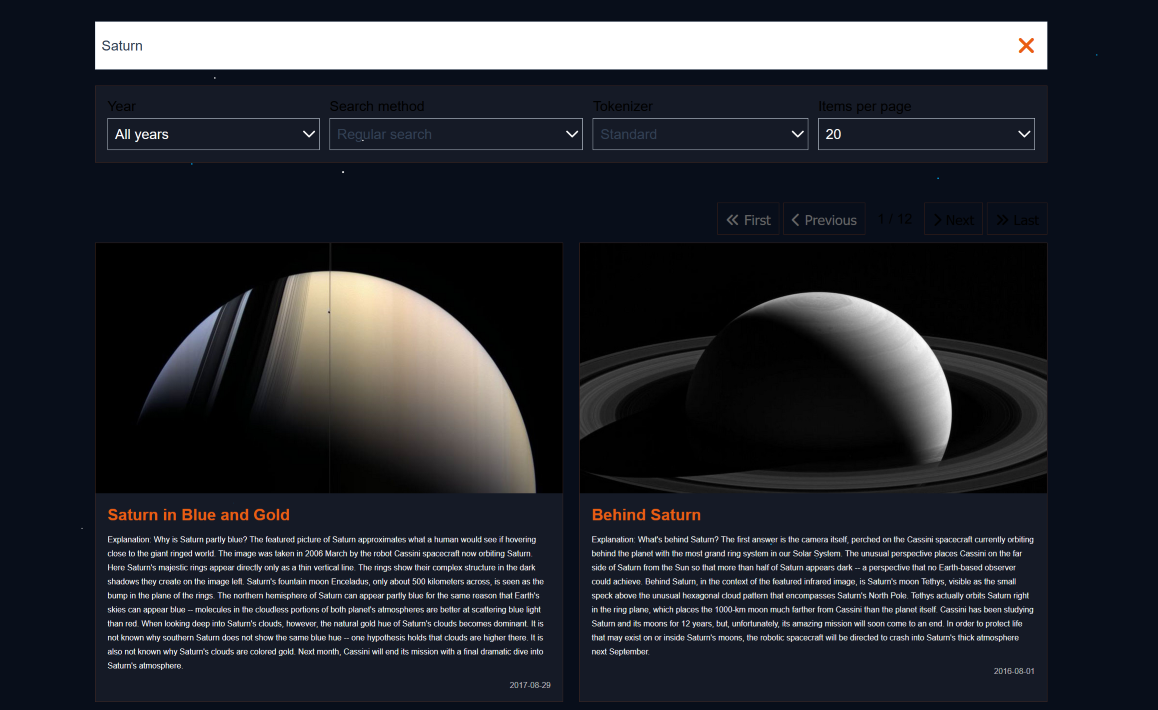 Saturn
Year
Search method
Tokenizer
Items per page
All years
Regular search
Standard
20
First
Previous
1 / 12
Next
Last
Saturn in Blue and Gold
Explanation: Why is Saturn partly blue? The featured picture of Saturn approximates what a human would see if hovering
close to the giant ringed world. The image was taken in 2006 March by the robot Cassini spacecraft now orbiting Saturn.
Here Saturn's majestic rings appear directly only as a thin vertical line. The rings show their complex structure in the dark
shadows they create on the image left. Saturn's fountain moon Enceladus, only about 500 kilometers across, is seen as the
bump in the plane of the rings. The northern hemisphere of Saturn can appear partly blue for the same reason that Earth's
skies can appear blue -- molecules in the cloudless portions of both planet's atmospheres are better at scattering blue light
than red. When looking deep into Saturn's clouds, however, the natural gold hue of Saturn's clouds becomes dominant. It is
not known why southern Saturn does not show the same blue hue -- one hypothesis holds that clouds are higher there. It is
also not known why Saturn's clouds are colored gold. Next month, Cassini will end its mission with a final dramatic dive into
Saturn's atmosphere.
2017-08-29
Behind Saturn
Explanation: What's behind Saturn? The first answer is the camera itself, perched on the Cassini spacecraft currently orbiting
behind the planet with the most grand ring system in our Solar System. The unusual perspective places Cassini on the far
side of Saturn from the Sun so that more than half of Saturn appears dark -- a perspective that no Earth-based observer
could achieve. Behind Saturn, in the context of the featured infrared image, is Saturn's moon Tethys, visible as the small
speck above the unusual hexagonal cloud pattern that encompasses Saturn's North Pole. Tethys actually orbits Saturn right
in the ring plane, which places the 1000-km moon much farther from Cassini than the planet itself. Cassini has been studying
Saturn and its moons for 12 years, but, unfortunately, its amazing mission will soon come to an end. In order to protect life
that may exist on or inside Saturn's moons, the robotic spacecraft will be directed to crash into Saturn's thick atmosphere
next September.
2016-08-01